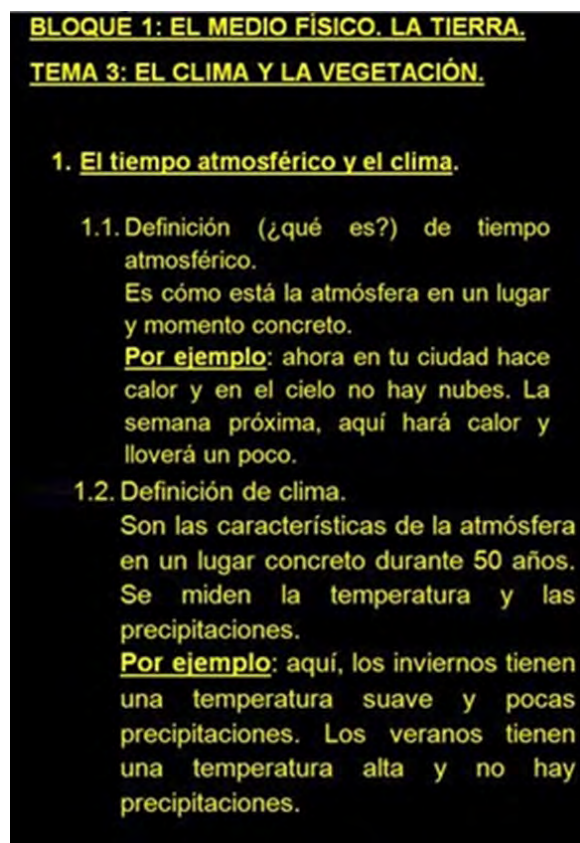 BLOQUE 1: EL MEDIO FÍSICO. LA TIERRA.
TEMA 3: EL CLIMA Y LA VEGETACIÓN.
1. El tiempo atmosférico y el clima.
1.1. Definición (¿qué es?) de tiempo
atmosférico.
Es cómo está la atmósfera en un lugar
y momento concreto.
Por ejemplo: ahora en tu ciudad hace
calor y en el cielo no hay nubes. La
semana próxima, aquí hará calor y
lloverá un poco.
1.2. Definición de clima.
Son las características de la atmósfera
en un lugar concreto durante 50 años.
Se miden la temperatura y las
precipitaciones.
Por ejemplo: aquí, los inviernos tienen
una temperatura suave y pocas
precipitaciones. Los veranos tienen
una temperatura alta y no hay
precipitaciones.